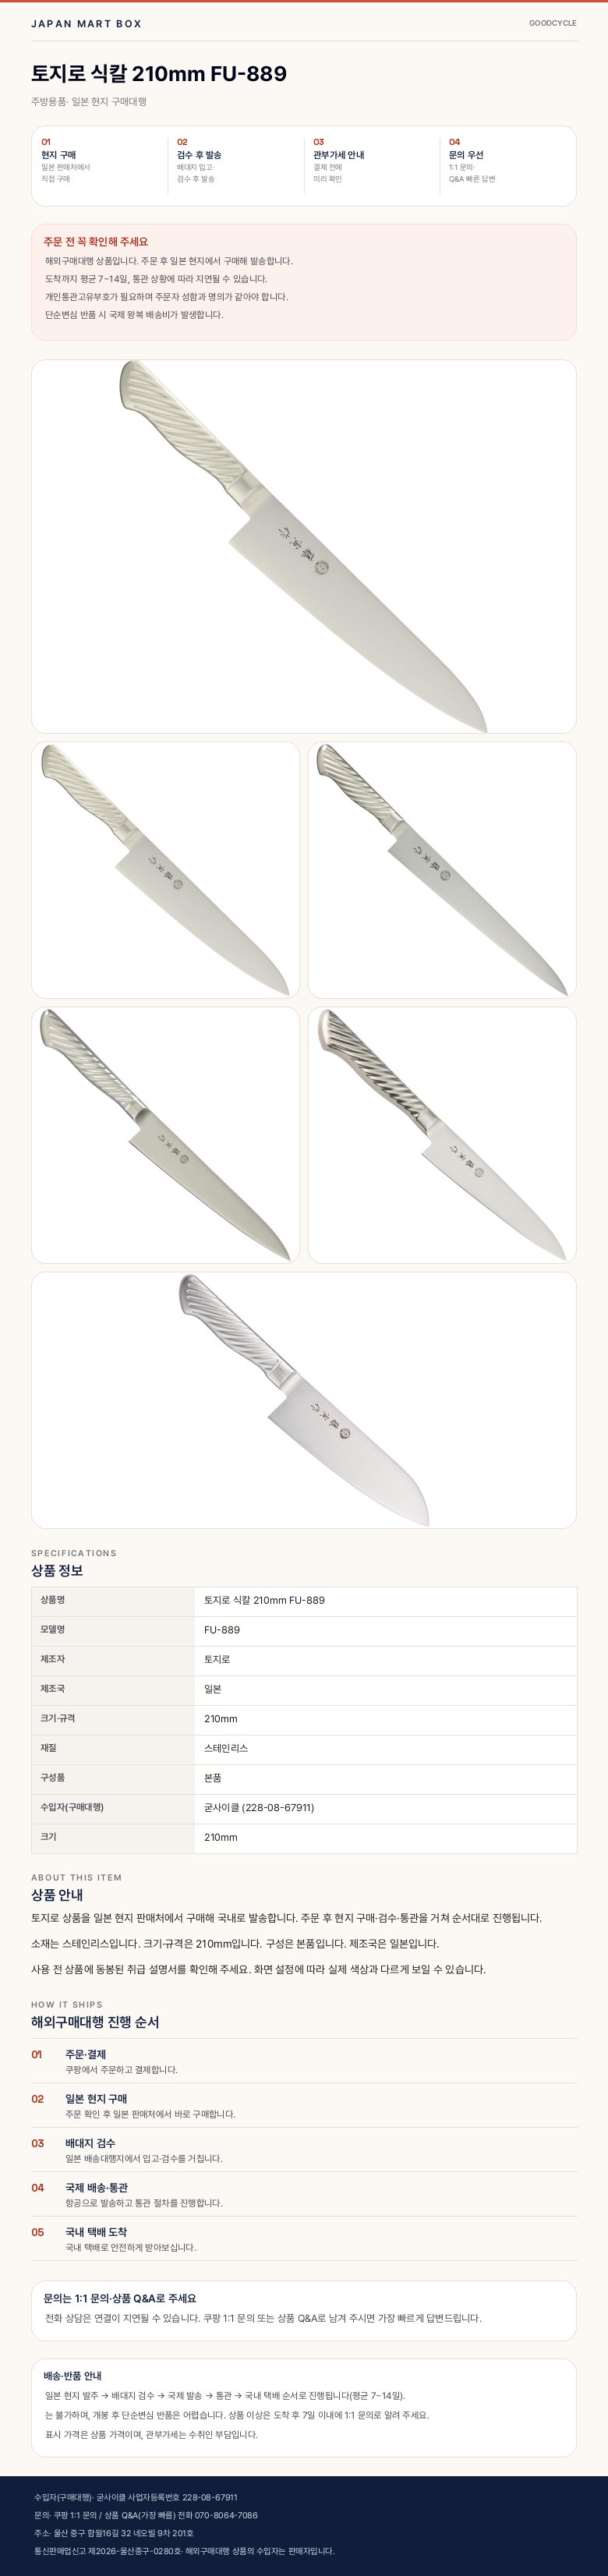 JAPAN MART BOX
GOODCYCLE
토지로 식칼 210mm FU-889
주방용품· 일본 현지 구매대행
01
현지 구매
일본 판매처에서
직접 구매
02
검수 후 발송
배대지 입고·
검수 후 발송
03
관부가세 안내
결제 전에
미리 확인
04
문의 우선
1:1 문의·
Q&A 빠른 답변
주문 전 꼭 확인해 주세요
해외구매대행 상품입니다. 주문 후 일본 현지에서 구매해 발송합니다.
도착까지 평균 7~14일, 통관 상황에 따라 지연될 수 있습니다.
개인통관고유부호가 필요하며 주문자 성함과 명의가 같아야 합니다.
단순변심 반품 시 국제 왕복 배송비가 발생합니다.
SPECIFICATIONS
상품 정보
상품명 토지로 식칼 210mm FU-889
모델명 FU-889
제조자 토지로
제조국 일본
크기·규격 210mm
재질 스테인리스
구성품 본품
수입자(구매대행) 굳사이클 (228-08-67911)
크기 210mm
ABOUT THIS ITEM
상품 안내
토지로 상품을 일본 현지 판매처에서 구매해 국내로 발송합니다. 주문 후 현지 구매·검수·통관을 거쳐 순서대로 진행됩니다.
소재는 스테인리스입니다. 크기·규격은 210mm입니다. 구성은 본품입니다. 제조국은 일본입니다.
사용 전 상품에 동봉된 취급 설명서를 확인해 주세요. 화면 설정에 따라 실제 색상과 다르게 보일 수 있습니다.
HOW IT SHIPS
해외구매대행 진행 순서
01 주문·결제
쿠팡에서 주문하고 결제합니다.
02 일본 현지 구매
주문 확인 후 일본 판매처에서 바로 구매합니다.
03 배대지 검수
일본 배송대행지에서 입고·검수를 거칩니다.
04 국제 배송·통관
항공으로 발송하고 통관 절차를 진행합니다.
05 국내 택배 도착
국내 택배로 안전하게 받아보십니다.
문의는 1:1 문의·상품 Q&A로 주세요
전화 상담은 연결이 지연될 수 있습니다. 쿠팡 1:1 문의 또는 상품 Q&A로 남겨 주시면 가장 빠르게 답변드립니다.
배송·반품 안내
일본 현지 발주 → 배대지 검수 → 국제 발송 → 통관 → 국내 택배 순서로 진행됩니다(평균 7~14일).
는 불가하며, 개봉 후 단순변심 반품은 어렵습니다. 상품 이상은 도착 후 7일 이내에 1:1 문의로 알려 주세요.
표시 가격은 상품 가격이며, 관부가세는 수취인 부담입니다.
수입자(구매대행)· 굳사이클 사업자등록번호 228-08-67911
문의· 쿠팡 1:1 문의 / 상품 Q&A(가장 빠름) 전화 070-8064-7086
주소· 울산 중구 함월16길 32 네오빌 9차 201호
통신판매업신고 제2026-울산중구-0280호· 해외구매대행 상품의 수입자는 판매자입니다.